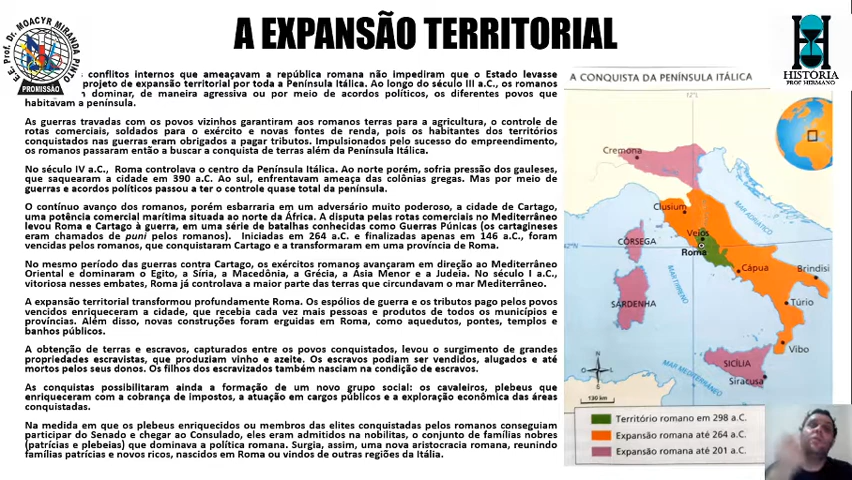 A EXPANSÃO TERRITORIAL
E.E. Prof. Dr. MOACYR MIRANDA PINTO
PROMISSÃO
HISTORIA
PROF HERMANO
conflitos internos que ameaçavam a república romana não impediram que o Estado levasse
projeto de expansão territorial por toda a Península Itálica. Ao longo do século III a.C., os romanos
dominar, de maneira agressiva ou por meio de acordos políticos, os diferentes povos que
habitavam a península.
As guerras travadas com os povos vizinhos garantiram aos romanos terras para a agricultura, o controle de
rotas comerciais, soldados para o exército e novas fontes de renda, pois os habitantes dos territórios
conquistados nas guerras eram obrigados a pagar tributos. Impulsionados pelo sucesso do empreendimento,
os romanos passaram então a buscar a conquista de terras além da Península Itálica.
No século IV a.C., Roma controlava o centro da Península Itálica. Ao norte porém, sofria pressão dos gauleses,
que saquearam a cidade em 390 a.C. Ao sul, enfrentavam ameaça das colônias gregas. Mas por meio de
guerras e acordos políticos passou a ter o controle quase total da península.
O contínuo avanço dos romanos, porém esbarraria em um adversário muito poderoso, a cidade de Cartago,
uma potência comercial marítima situada ao norte da África. A disputa pelas rotas comerciais no Mediterrâneo
levou Roma e Cartago à guerra, em uma série de batalhas conhecidas como Guerras Púnicas (os cartagineses
eram chamados de puni pelos romanos). Iniciadas em 264 a.C. e finalizadas apenas em 146 a.C., foram
vencidas pelos romanos, que conquistaram Cartago e a transformaram em uma província de Roma.
No mesmo período das guerras contra Cartago, os exércitos romanos avançaram em direção ao Mediterrâneo
Oriental e dominaram o Egito, a Síria, a Macedônia, a Grécia, a Asia Menor e a Judeia. No século I a.C.,
vitoriosa nesses embates, Roma já controlava a maior parte das terras que circundavam o mar Mediterrâneo.
A expansão territorial transformou profundamente Roma. Os espólios de guerra e os tributos pago pelos povos
vencidos enriqueceram a cidade, que recebia cada vez mais pessoas e produtos de todos os municípios e
províncias. Além disso, novas construções foram erguidas em Roma, como aquedutos, pontes, templos e
banhos públicos.
A obtenção de terras e escravos, capturados entre os povos conquistados, levou o surgimento de grandes
propriedades escravistas, que produziam vinho e azeite. Os escravos podiam ser vendidos, alugados e até
mortos pelos seus donos. Os filhos dos escravizados também nasciam na condição de escravos.
As conquistas possibilitaram ainda a formação de um novo grupo social: os cavaleiros, plebeus que
enriqueceram com a cobrança de impostos, a atuação em cargos públicos e a exploração econômica das áreas
conquistadas.
Na medida em que os plebeus enriquecidos ou membros das elites conquistadas pelos romanos conseguiam
participar do Senado e chegar ao Consulado, eles eram admitidos na nobilitas, o conjunto de famílias nobres
(patrícias e plebeias) que dominava a política romana. Surgia, assim, uma nova aristocracia romana, reunindo
famílias patrícias e novos ricos, nascidos em Roma ou vindos de outras regiões da Itália.
A CONQUISTA DA PENÍNSULA ITÁLICA
12°L
Cremona
Clusium
MAR ADRIÁTICO
Veios
CÓRSEGA
42°N
Roma
Cápua
Brindisi
MAR TIRRENO
SARDENHA
Túrio
Vibo
SICÍLIA
MAR MEDITERRÂNEO
Siracusa
130 km
Território romano em 298 a.C.
Expansão romana até 264 a.C.
Expansão romana até 201 a.C.